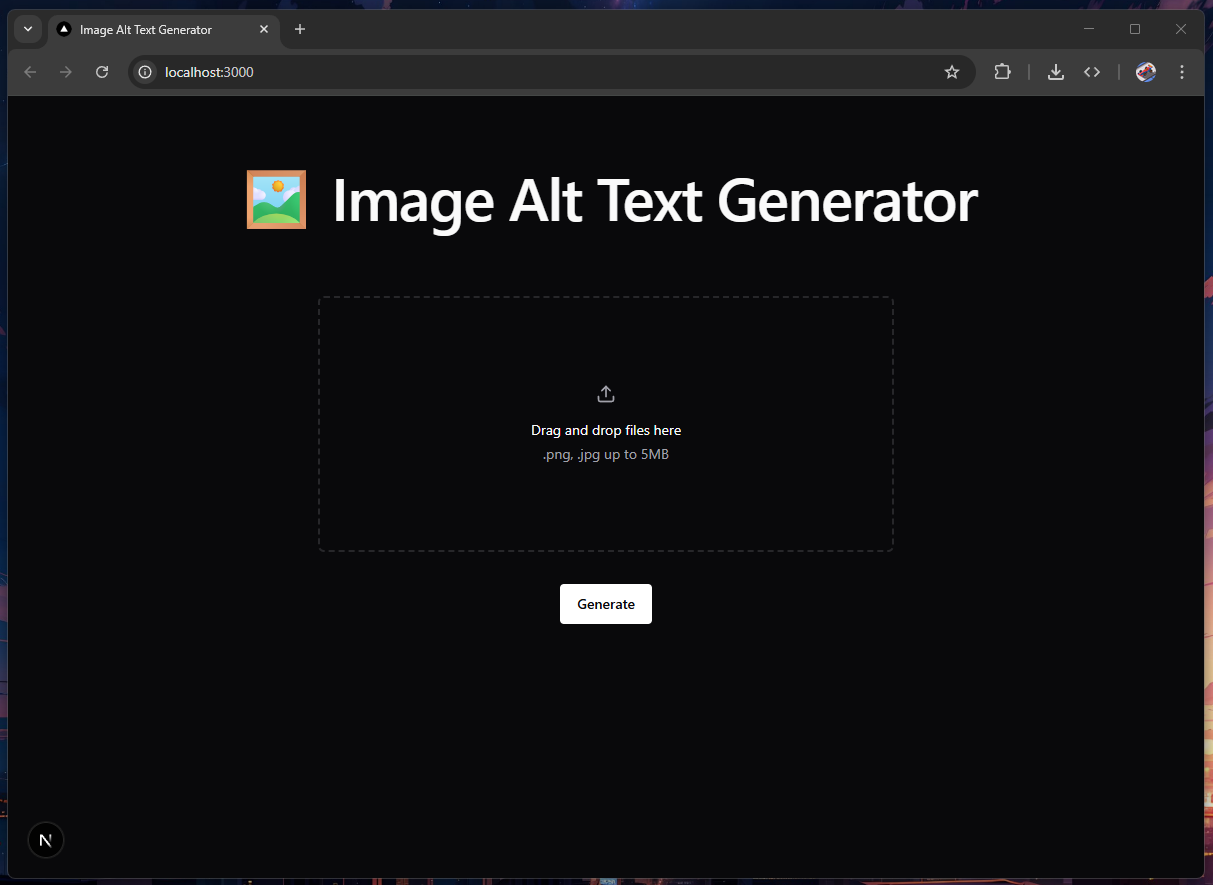 Image Alt Text Generator
localhost:3000
Image Alt Text Generator
Drag and drop files here
.png, .jpg up to 5MB
Generate
N